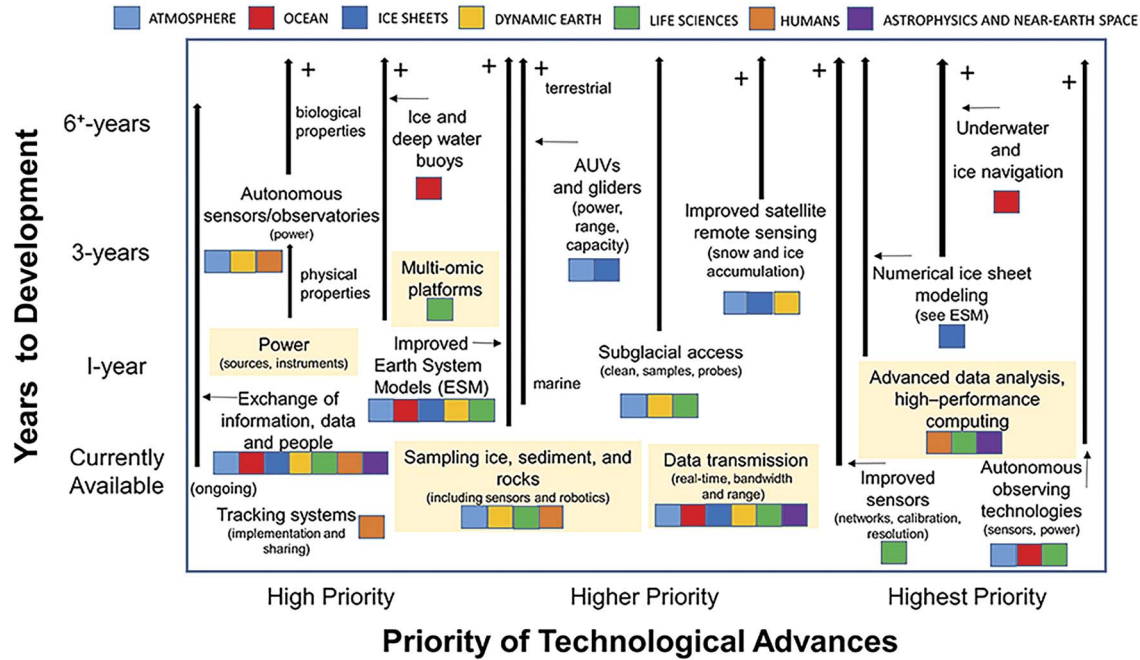 ATMOSPHERE
OCEAN
ICE SHEETS
DYNAMIC EARTH
LIFE SCIENCES
HUMANS
ASTROPHYSICS AND NEAR-EARTH SPACE
Years to Development
6+-years
3-years
I-year
Currently
Available
+
biological
properties
Autonomous
sensors/observatories
(power)
physical
properties
Power
(sources, instruments)
Exchange of
information, data
and people
(ongoing)
Tracking systems
(implementation and
sharing)
+
Ice and
deep water
buoys
Multi-omic
platforms
Improved
Earth System
Models (ESM)
Sampling ice, sediment, and
rocks
(including sensors and robotics)
+
+
terrestrial
AUVs
and gliders
(power,
range,
capacity)
marine
Subglacial access
(clean, samples, probes)
Data transmission
(real-time, bandwidth
and range)
+
Improved satellite
remote sensing
(snow and ice
accumulation)
+
+
Underwater
and
ice navigation
Numerical ice sheet
modeling
(see ESM)
Advanced data analysis,
high–performance
computing
Improved
sensors
(networks, calibration,
resolution)
+
Autonomous
observing
technologies
(sensors, power)
High Priority
Higher Priority
Highest Priority
Priority of Technological Advances